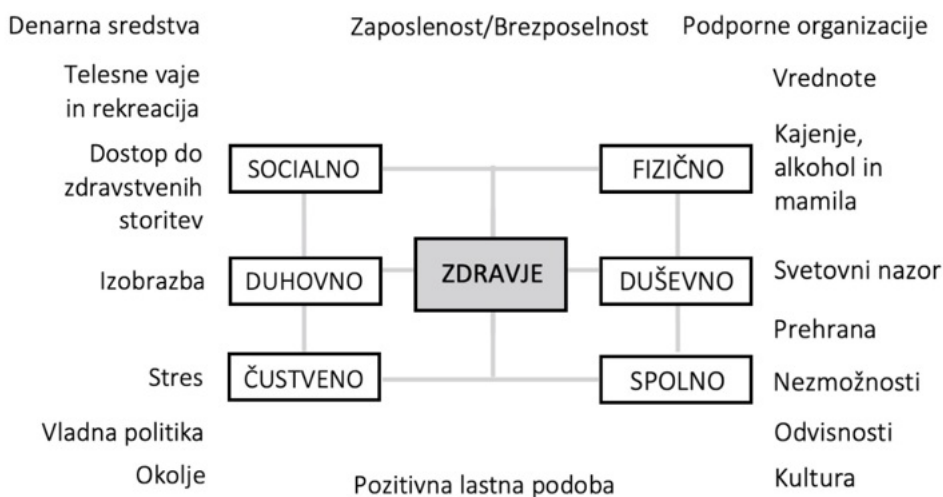 Denarna sredstva
Zaposlenost/Brezposelnost
Podporne organizacije
Telesne vaje
in rekreacija
Vrednote
Dostop do
zdravstvenih
storitev
SOCIALNO
FIZIČNO
Kajenje,
alkohol in
mamila
Izobrazba
DUHOVNO
ZDRAVJE
DUŠEVNO
Svetovni nazor
Prehrana
Stres
ČUSTVENO
SPOLNO
Nezmožnosti
Vladna politika
Odvisnosti
Okolje
Pozitivna lastna podoba
Kultura